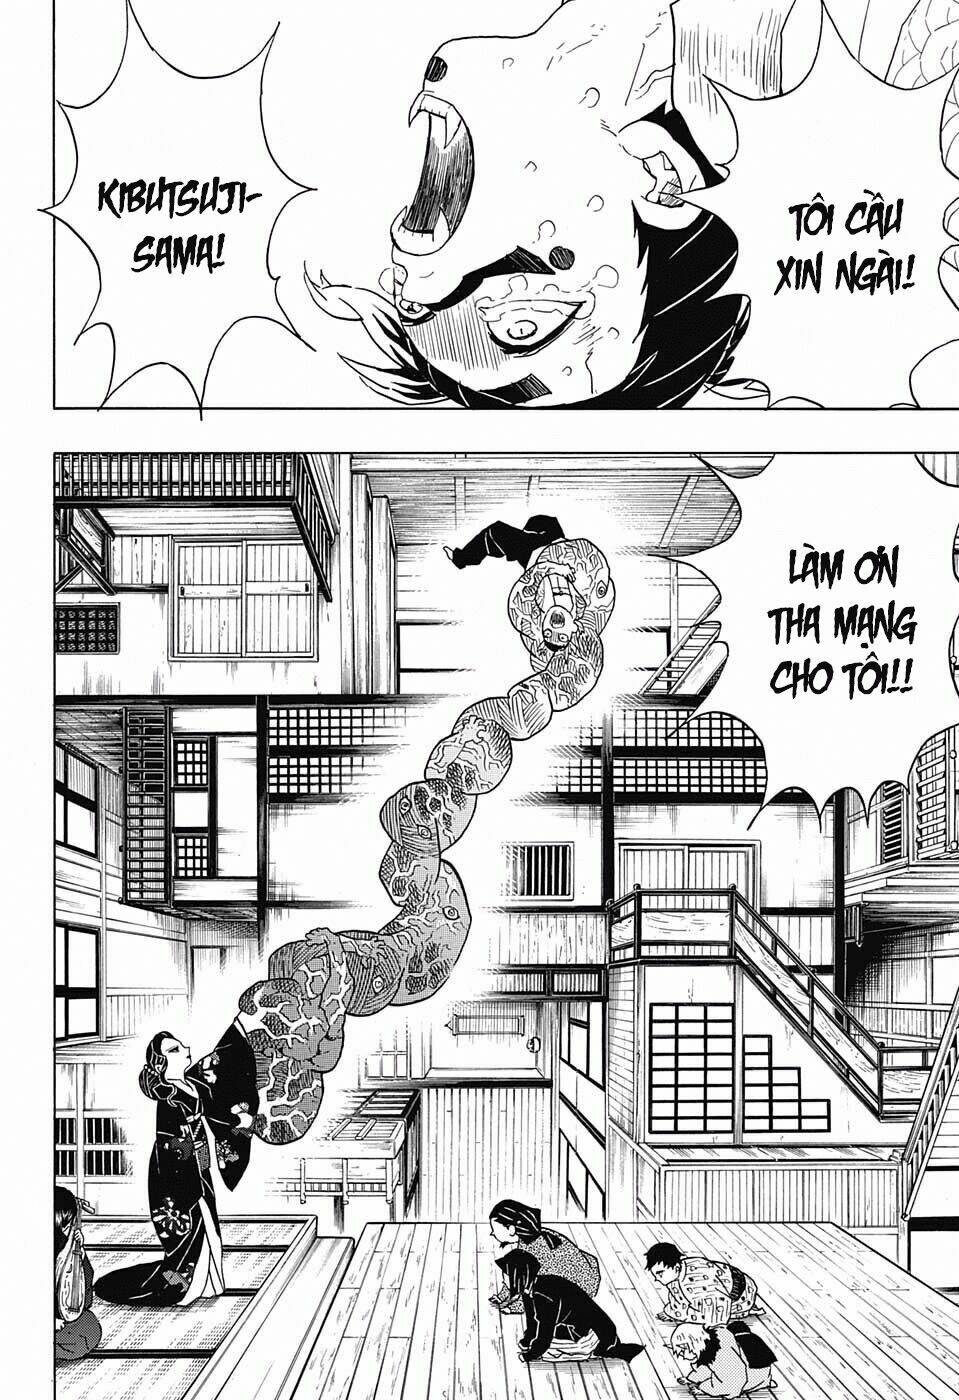 TÔI CẦU
XIN NGÀI!
KIBUTSUJI-
SAMA!
LÀM ƠN
THA MẠNG
CHO TÔI!!